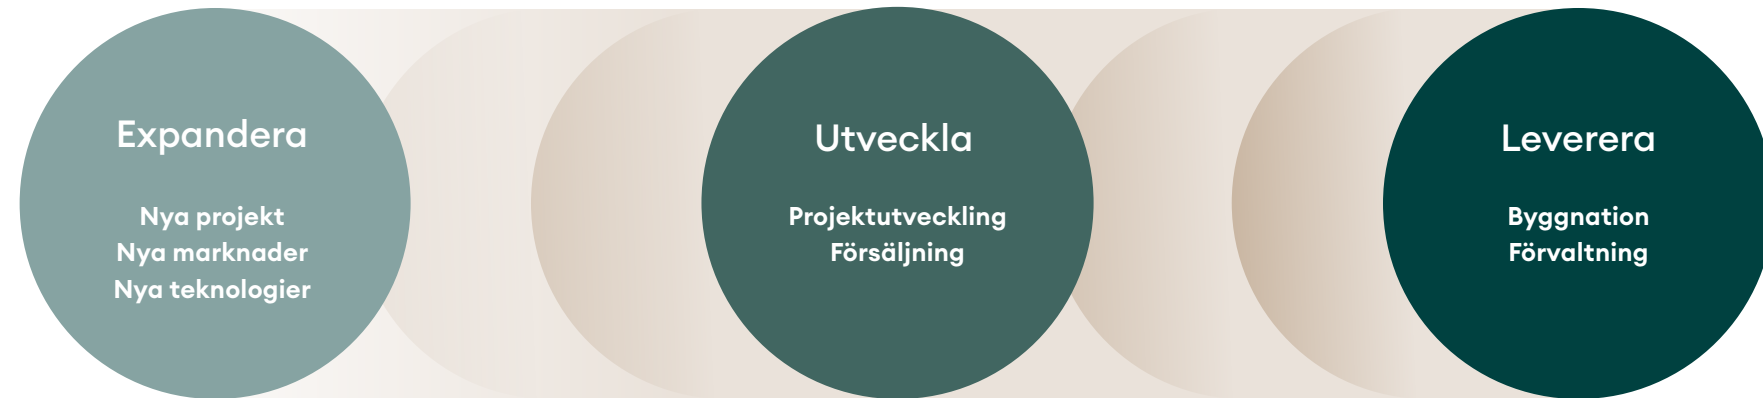 Expandera
Nya projekt
Nya marknader
Nya teknologier
Utveckla
Projektutveckling
Försäljning
Leverera
Byggnation
Förvaltning